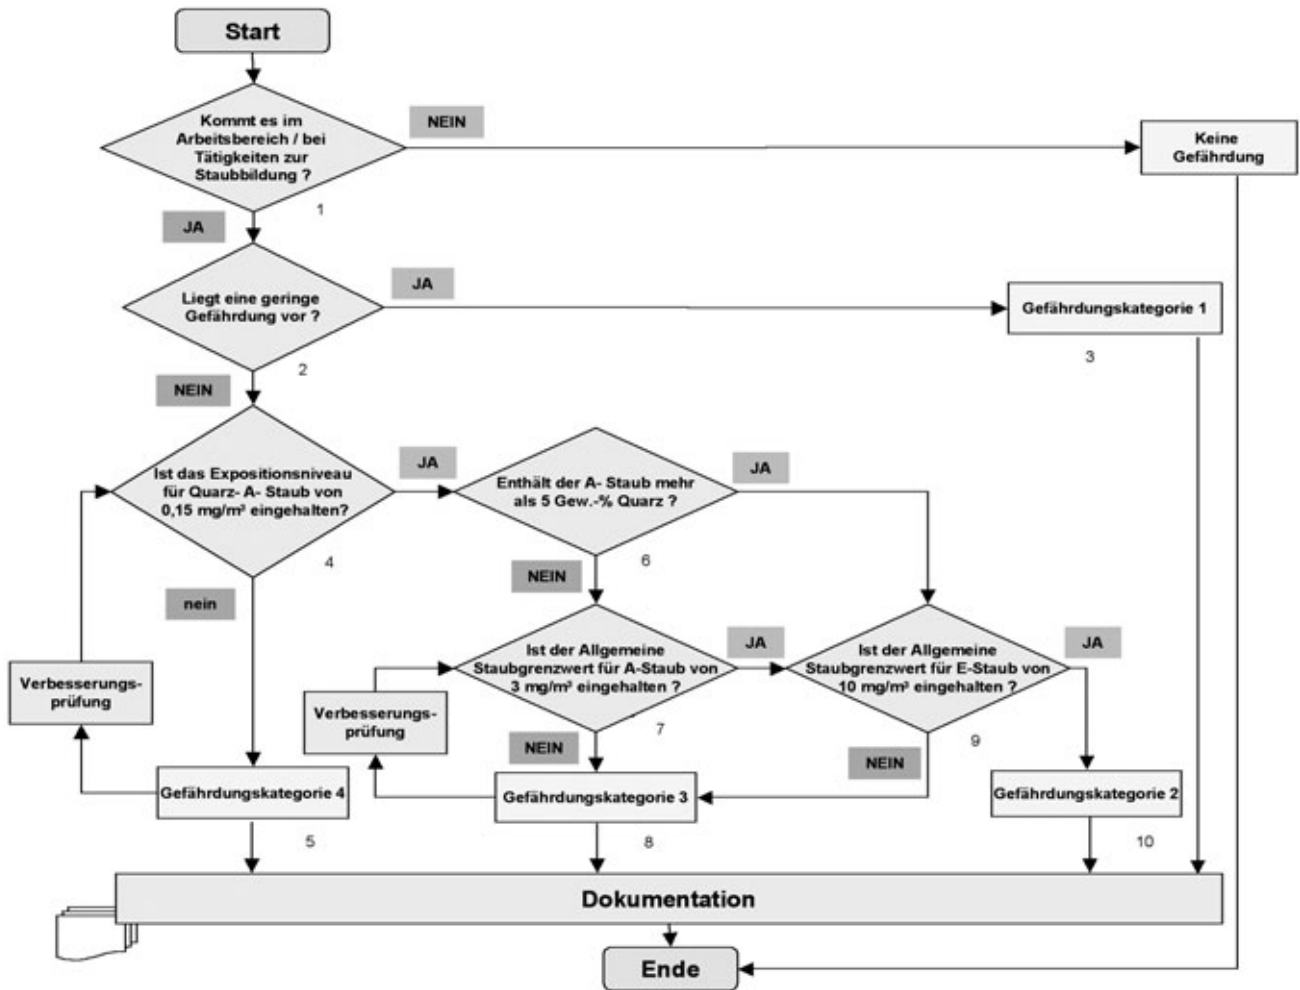 Start
Kommt es im
Arbeitsbereich / bei
Tätigkeiten zur
Staubbildung ?
1
NEIN
Keine
Gefährdung
JA
Liegt eine geringe
Gefährdung vor ?
2
JA
Gefährdungskategorie 1
3
NEIN
Ist das Expositionsniveau
für Quarz- A- Staub von
0,15 mg/m³ eingehalten?
4
JA
Enthält der A- Staub mehr
als 5 Gew.-% Quarz ?
6
JA
nein
NEIN
Ist der Allgemeine
Staubgrenzwert für A-Staub von
3 mg/m³ eingehalten ?
7
JA
Ist der Allgemeine
Staubgrenzwert für E-Staub von
10 mg/m³ eingehalten ?
9
JA
Verbesserungs-
prüfung
Verbesserungs-
prüfung
NEIN
NEIN
Gefährdungskategorie 4
5
Gefährdungskategorie 3
8
Gefährdungskategorie 2
10
Dokumentation
Ende